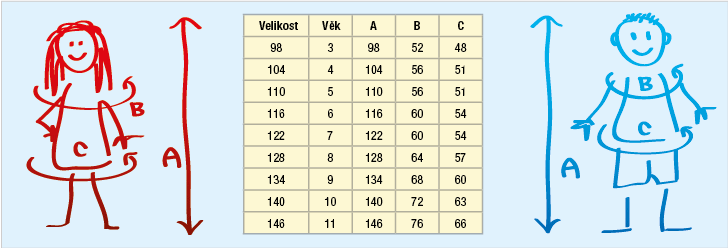 Velikost Věk A B C
98 3 98 52 48
104 4 104 56 51
110 5 110 56 51
116 6 116 60 54
122 7 122 60 54
128 8 128 64 57
134 9 134 68 60
140 10 140 72 63
146 11 146 76 66
B
C
A
B
C
A